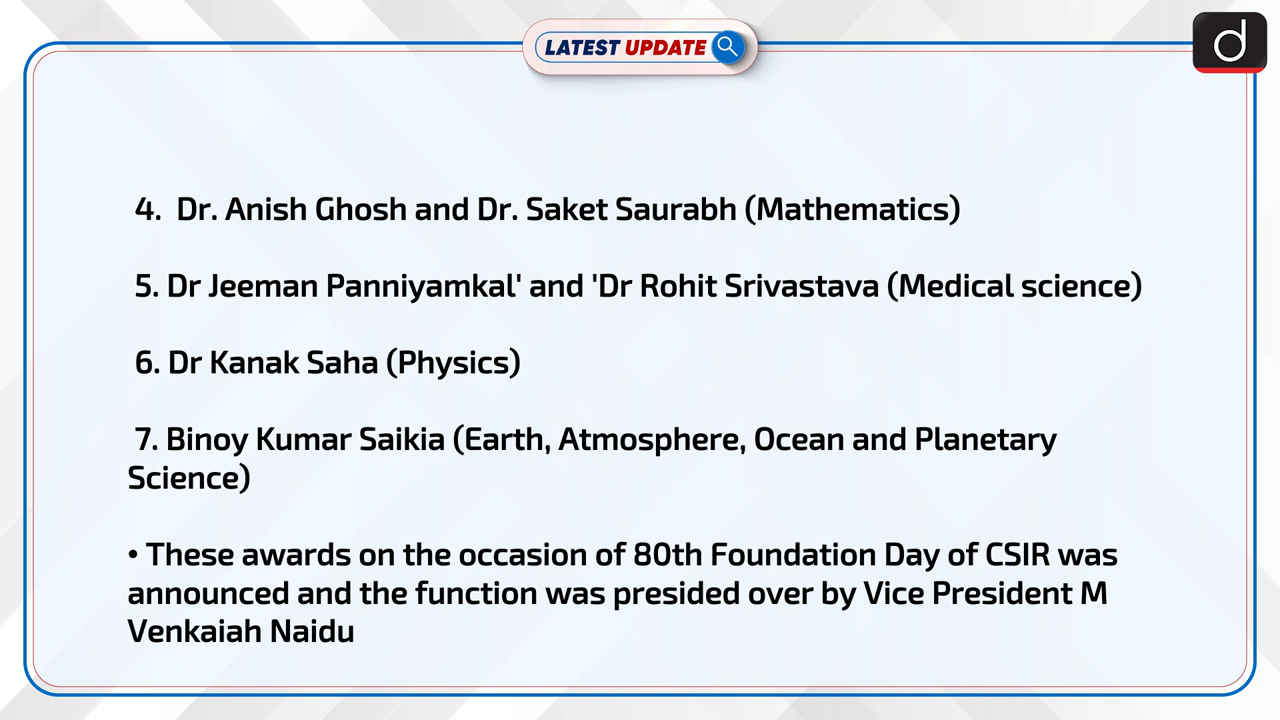 LATEST UPDATE
d
4. Dr. Anish Ghosh and Dr. Saket Saurabh (Mathematics)
5. Dr Jeeman Panniyamkal' and 'Dr Rohit Srivastava (Medical science)
6. Dr Kanak Saha (Physics)
7. Binoy Kumar Saikia (Earth, Atmosphere, Ocean and Planetary
Science)
• These awards on the occasion of 80th Foundation Day of CSIR was
announced and the function was presided over by Vice President M
Venkaiah Naidu